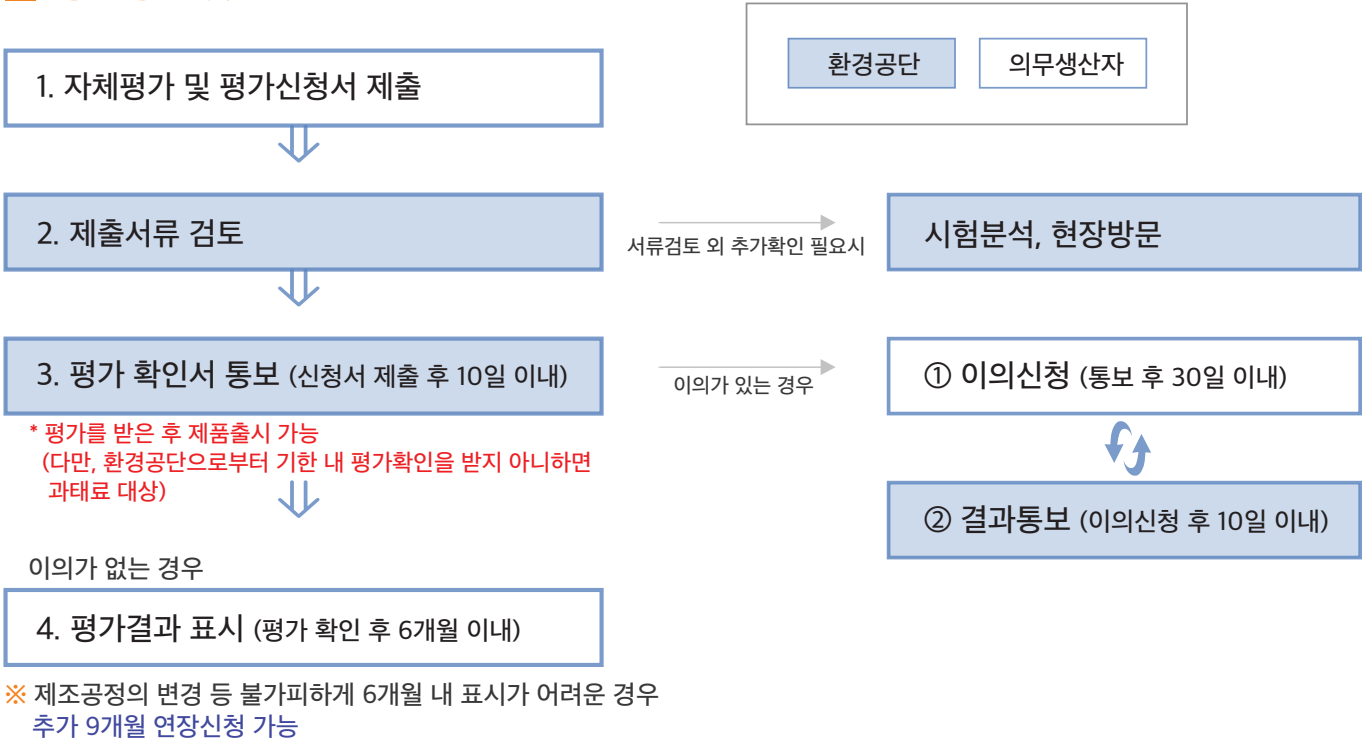 환경공단
의무생산자
1. 자체평가 및 평가신청서 제출
2. 제출서류 검토
서류검토 외 추가확인 필요시
시험분석, 현장방문
3. 평가 확인서 통보 (신청서 제출 후 10일 이내)
이의가 있는 경우
① 이의신청 (통보 후 30일 이내)
* 평가를 받은 후 제품출시 가능
(다만, 환경공단으로부터 기한 내 평가확인을 받지 아니하면
과태료 대상)
② 결과통보 (이의신청 후 10일 이내)
이의가 없는 경우
4. 평가결과 표시 (평가 확인 후 6개월 이내)
※ 제조공정의 변경 등 불가피하게 6개월 내 표시가 어려운 경우
추가 9개월 연장신청 가능